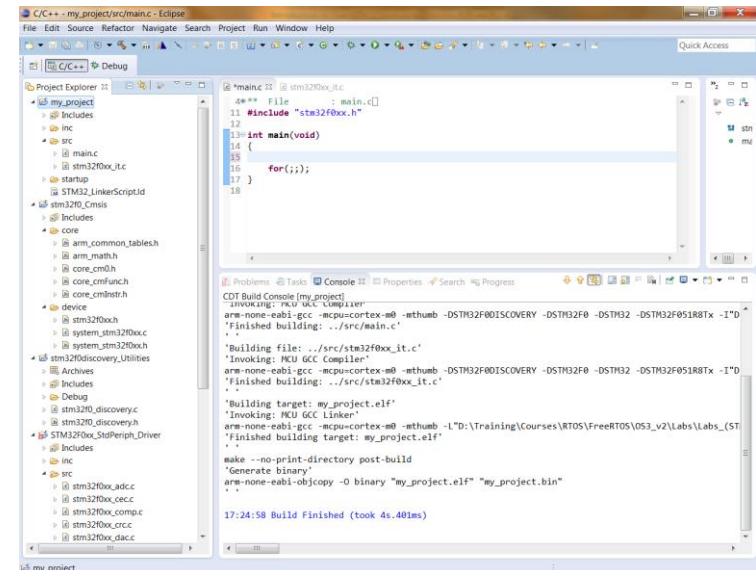 C/C++ - my_project/src/main.c - Eclipse
File Edit Source Refactor Navigate Search Project Run Window Help
Quick Access
C/C++ Debug
Project Explorer
my_project
Includes
inc
src
main.c
stm32f0xx_it.c
startup
STM32_LinkerScript.ld
stm32f0_Cmsis
Includes
core
arm_common_tables.h
arm_math.h
core_cm0.h
core_cmFunc.h
core_cmInstr.h
device
stm32f0xx.h
system_stm32f0xx.c
system_stm32f0xx.h
stm32f0discovery_Utilities
Archives
Includes
Debug
stm32f0_discovery.c
stm32f0_discovery.h
STM32F0xx_StdPeriph_Driver
Includes
inc
src
stm32f0xx_adc.c
stm32f0xx_cec.c
stm32f0xx_comp.c
stm32f0xx_crc.c
stm32f0xx_dac.c
*main.c stm32f0xx_it.c
4 ** File : main.c
11 #include "stm32f0xx.h"
12
13 int main(void)
14 {
15
16 for(;;);
17 }
18
stm
ma
Problems Tasks Console Properties Search Progress
CDT Build Console [my_project]
'Invoking: MCU GCC Compiler'
arm-none-eabi-gcc -mcpu=cortex-m0 -mthumb -DSTM32F0DISCOVERY -DSTM32F0 -DSTM32 -DSTM32F051R8Tx -I"D
'Finished building: ../src/main.c'
' '
'Building file: ../src/stm32f0xx_it.c'
'Invoking: MCU GCC Compiler'
arm-none-eabi-gcc -mcpu=cortex-m0 -mthumb -DSTM32F0DISCOVERY -DSTM32F0 -DSTM32 -DSTM32F051R8Tx -I"D
'Finished building: ../src/stm32f0xx_it.c'
' '
'Building target: my_project.elf'
'Invoking: MCU GCC Linker'
arm-none-eabi-gcc -mcpu=cortex-m0 -mthumb -L"D:\Training\Courses\RTOS\FreeRTOS\OS3_v2\Labs\Labs_(ST
'Finished building target: my_project.elf'
' '
make --no-print-directory post-build
'Generate binary'
arm-none-eabi-objcopy -O binary "my_project.elf" "my_project.bin"
' '
17:24:58 Build Finished (took 4s.401ms)
my_project